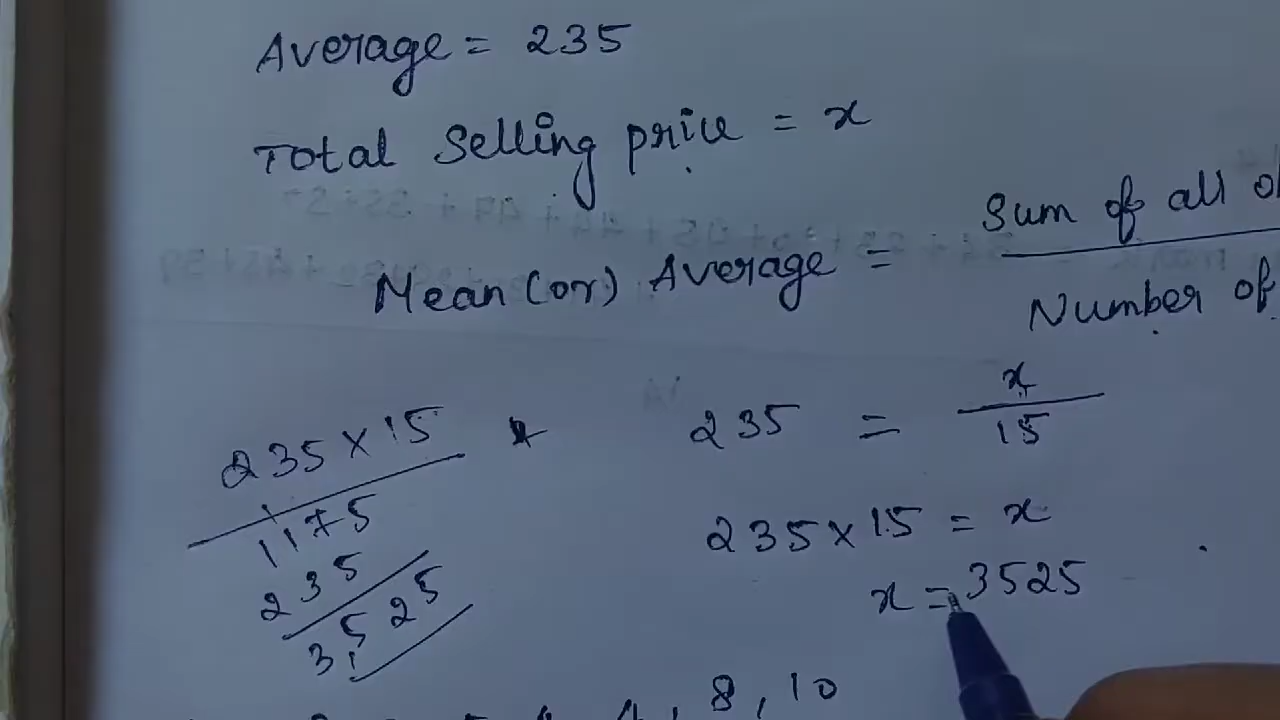 Average = 235
Total Selling price = x
Mean (or) Average = Sum of all
Number of
235 = x
15
235 × 15
1175
235
3525
235 × 15 = x
x = 3525
8, 10